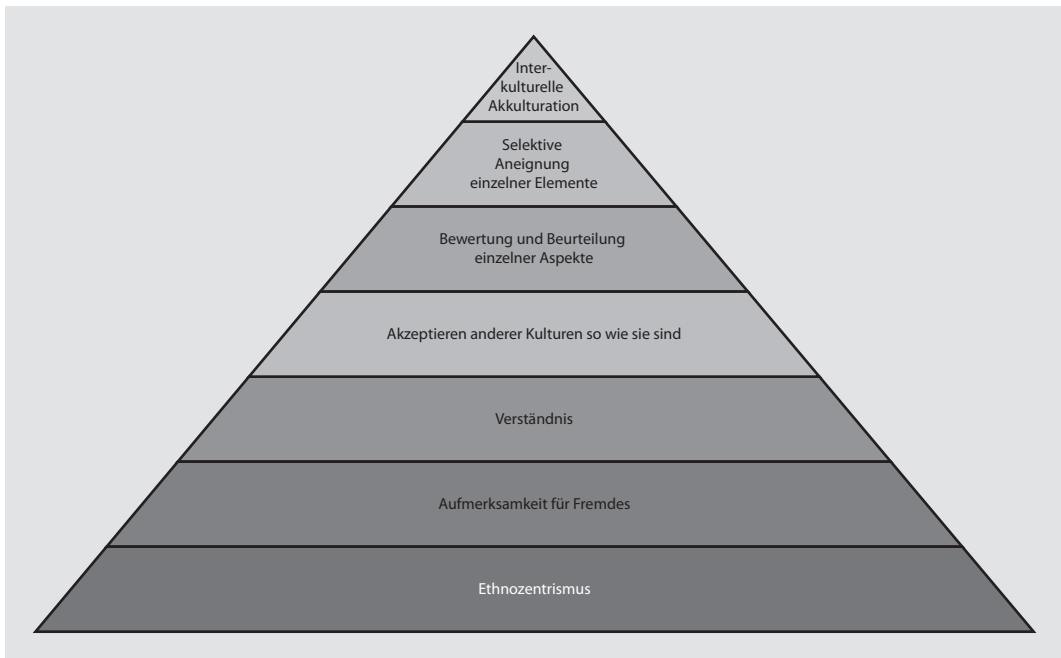 Inter-
kulturelle
Akkulturation
Selektive
Aneignung
einzelner Elemente
Bewertung und Beurteilung
einzelner Aspekte
Akzeptieren anderer Kulturen so wie sie sind
Verständnis
Aufmerksamkeit für Fremdes
Ethnozentrismus